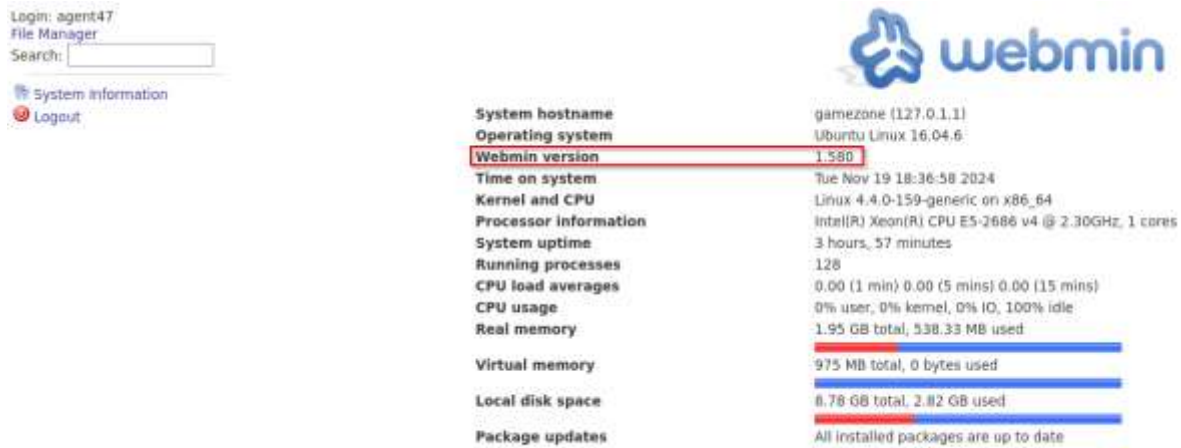 Login: agent47
File Manager
Search:
System Information
Logout
webmin
System hostname gamezone (127.0.1.1)
Operating system Ubuntu Linux 16.04.6
Webmin version 1.580
Time on system Tue Nov 19 18:36:58 2024
Kernel and CPU Linux 4.4.0-159-generic on x86_64
Processor information Intel(R) Xeon(R) CPU E5-2686 v4 @ 2.30GHz, 1 cores
System uptime 3 hours, 57 minutes
Running processes 128
CPU load averages 0.00 (1 min) 0.00 (5 mins) 0.00 (15 mins)
CPU usage 0% user, 0% kernel, 0% IO, 100% idle
Real memory 1.95 GB total, 538.33 MB used
Virtual memory 975 MB total, 0 bytes used
Local disk space 8.78 GB total, 2.82 GB used
Package updates All installed packages are up to date